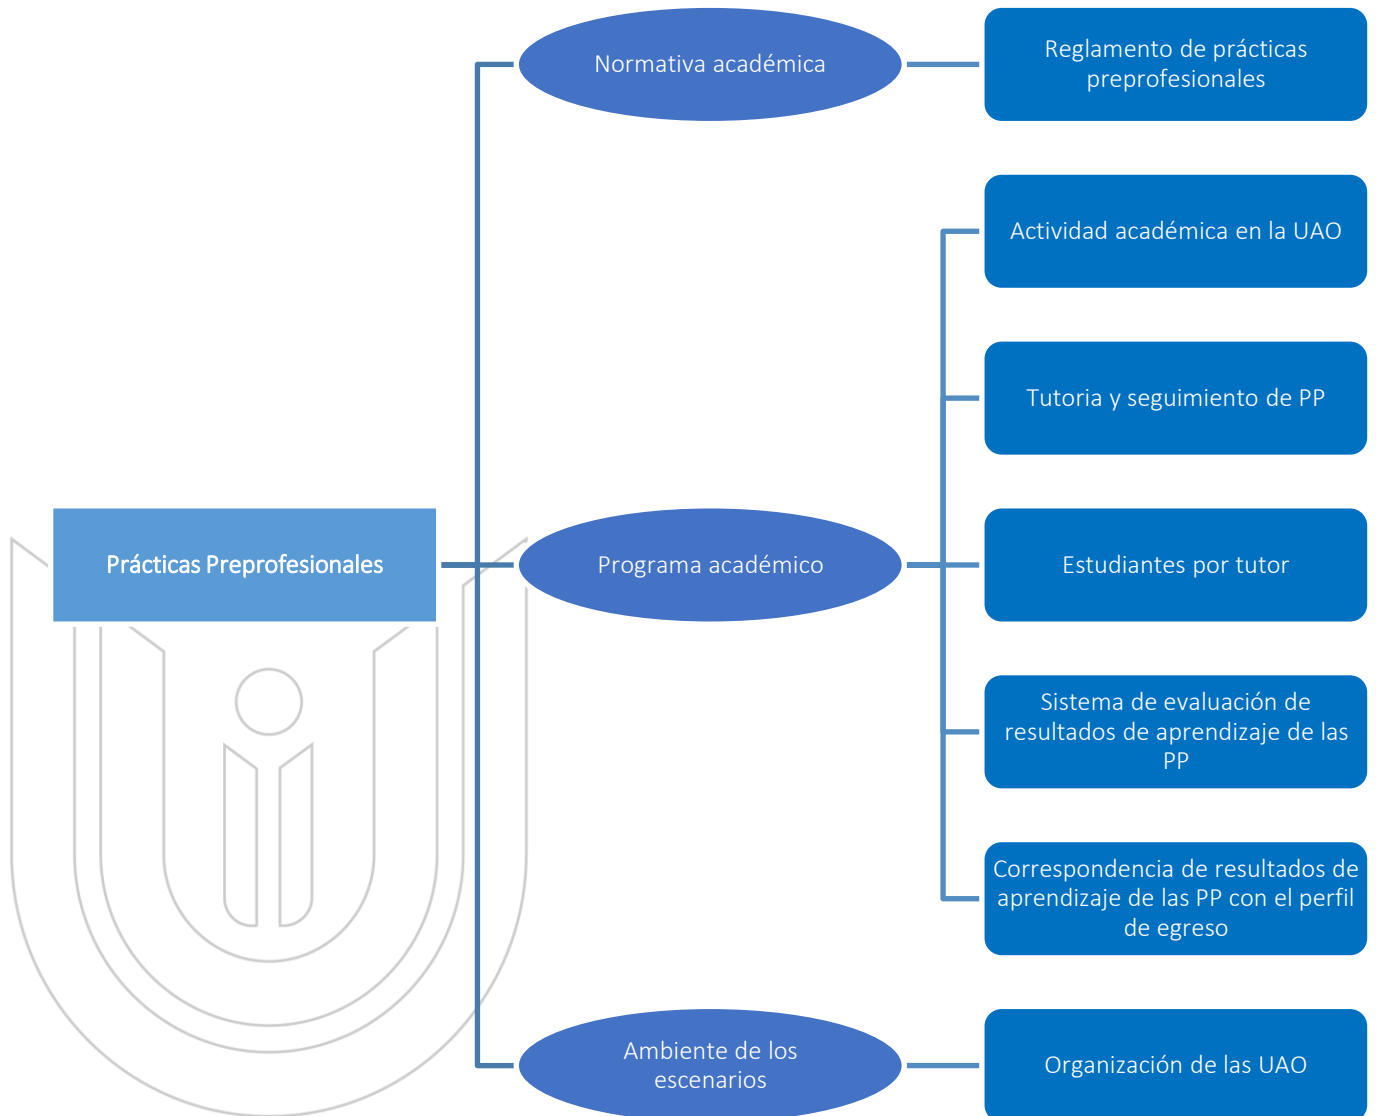 Prácticas Preprofesionales
Normativa académica
Reglamento de prácticas
preprofesionales
Programa académico
Actividad académica en la UAO
Tutoria y seguimiento de PP
Estudiantes por tutor
Sistema de evaluación de
resultados de aprendizaje de las
PP
Correspondencia de resultados de
aprendizaje de las PP con el perfil
de egreso
Ambiente de los
escenarios
Organización de las UAO